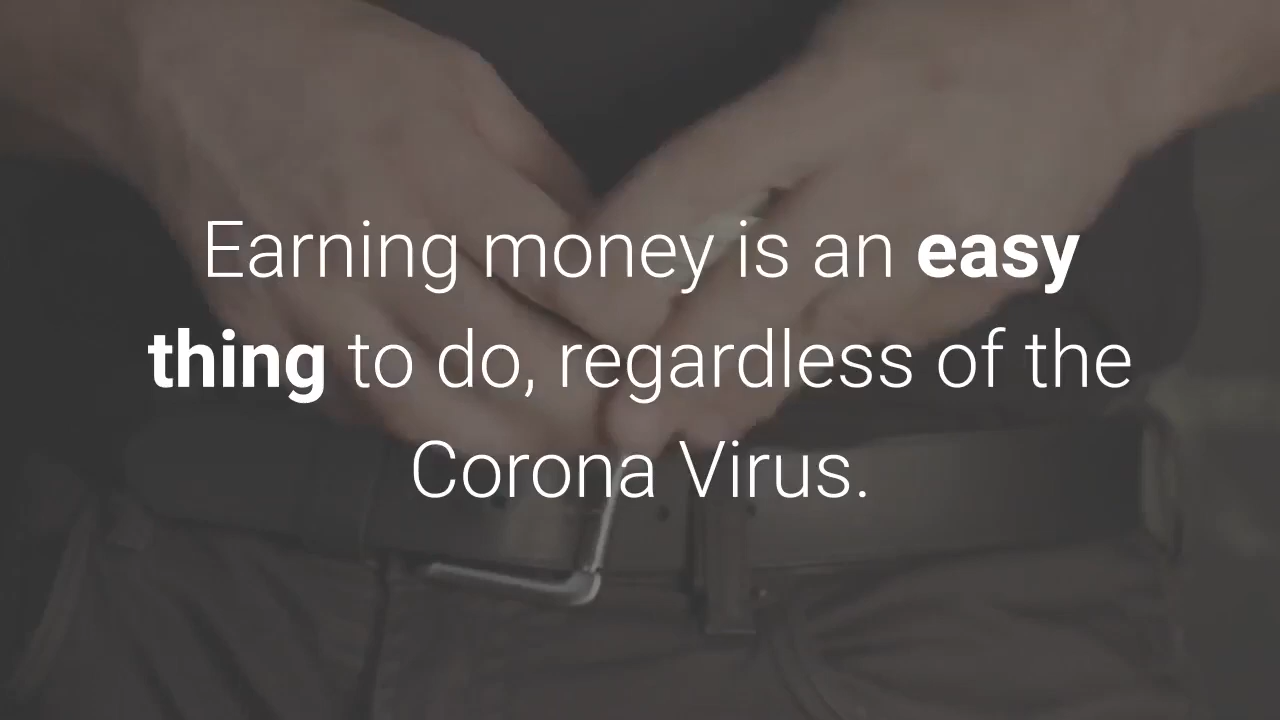 Earning money is an easy
thing to do, regardless of the
Corona Virus.